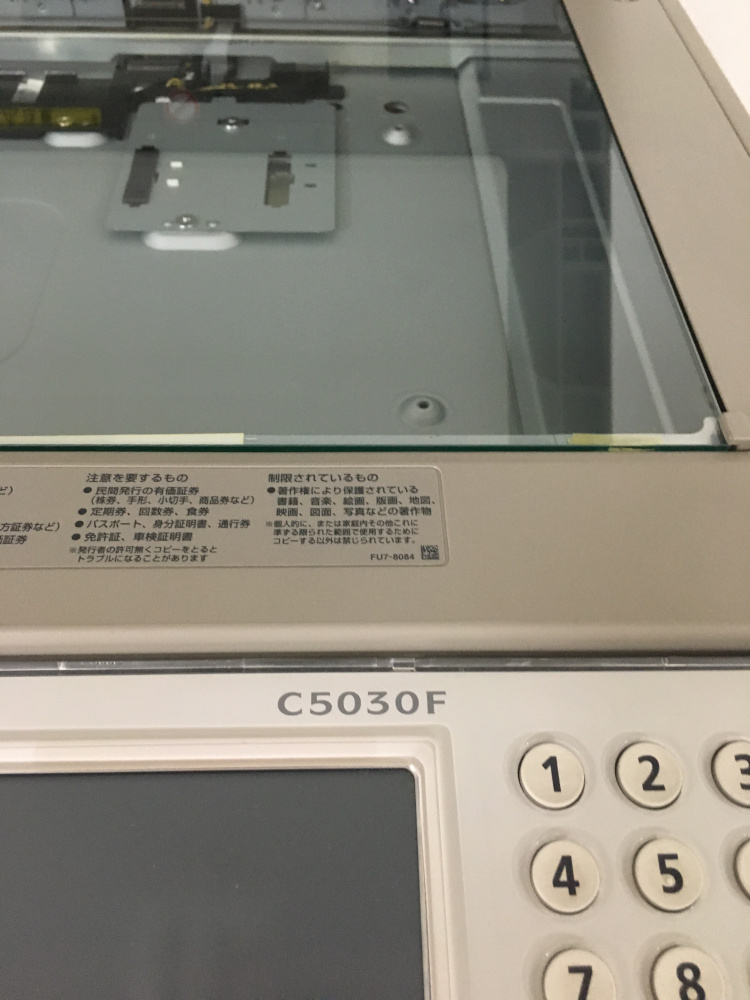 ど)
方証券など)
証券
注意を要するもの
● 民間発行の有価証券
(株券、手形、小切手、商品券など)
● 定期券、回数券、食券
● パスポート、身分証明書、通行券
● 免許証、車検証明書
※発行者の許可無くコピーをとると
トラブルになることがあります
制限されているもの
● 著作権により保護されている
書籍、音楽、絵画、版画、地図、
映画、図面、写真などの著作物
※個人的に、または家庭内その他これに
準ずる限られた範囲で使用するために
コピーする以外は禁じられています。
FU7-8084
C5030F
1 2 3
4 5
7 8